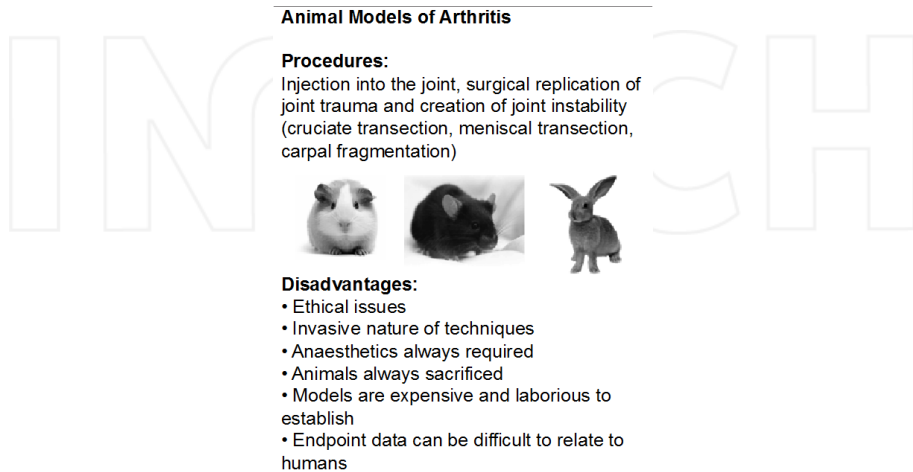 Animal Models of Arthritis
Procedures:
Injection into the joint, surgical replication of
joint trauma and creation of joint instability
(cruciate transection, meniscal transection,
carpal fragmentation)
Disadvantages:
• Ethical issues
• Invasive nature of techniques
• Anaesthetics always required
• Animals always sacrificed
• Models are expensive and laborious to
establish
• Endpoint data can be difficult to relate to
humans